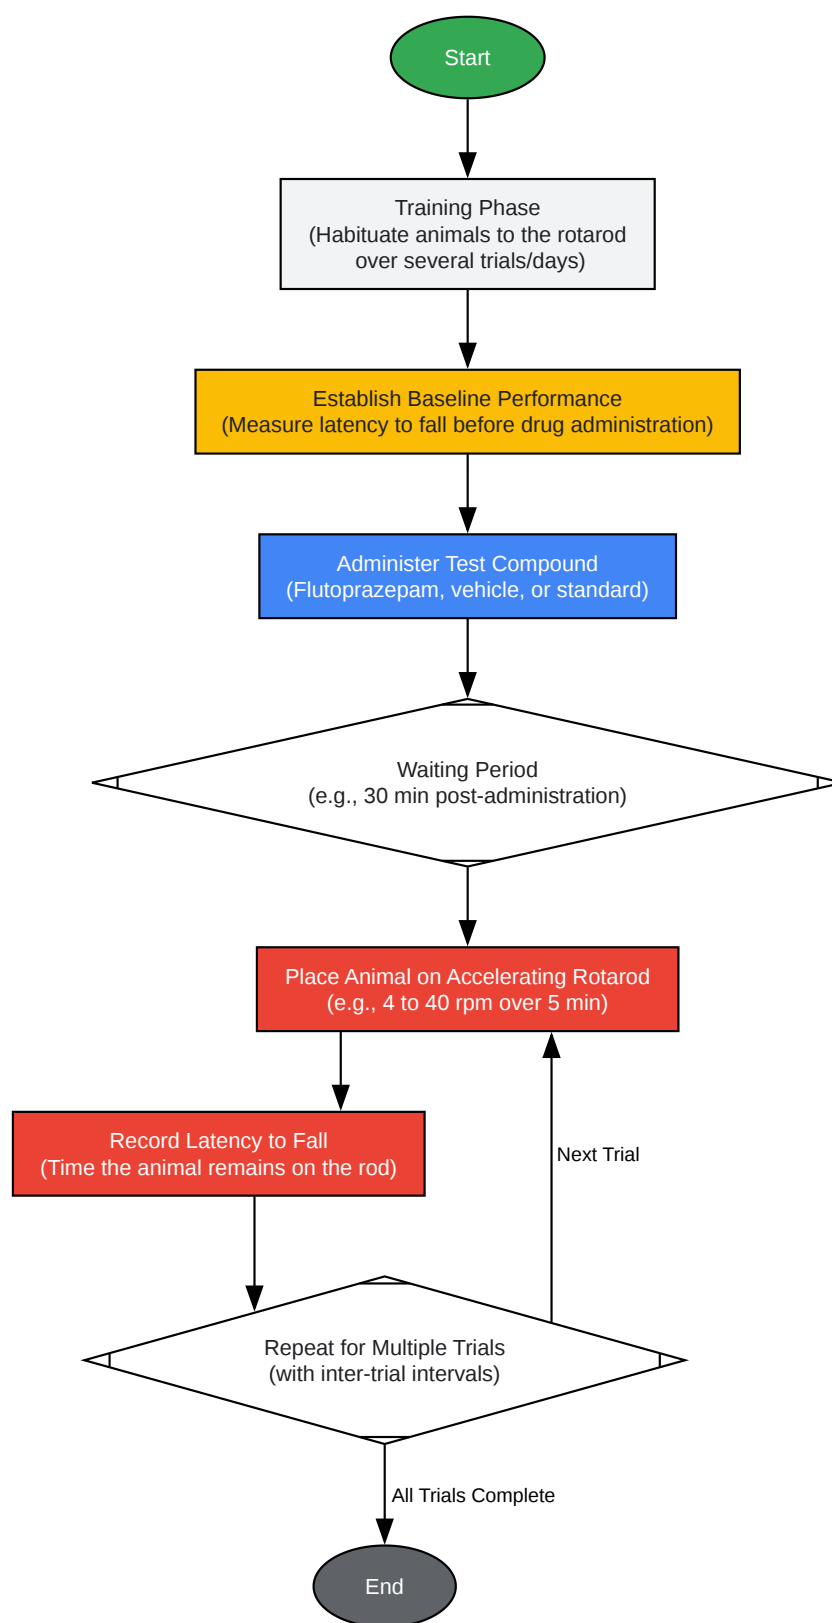 Start
Training Phase
(Habituate animals to the rotarod
over several trials/days)
Establish Baseline Performance
(Measure latency to fall before drug administration)
Administer Test Compound
(Flutoprazepam, vehicle, or standard)
Waiting Period
(e.g., 30 min post-administration)
Place Animal on Accelerating Rotarod
(e.g., 4 to 40 rpm over 5 min)
Record Latency to Fall
(Time the animal remains on the rod)
Next Trial
Repeat for Multiple Trials
(with inter-trial intervals)
All Trials Complete
End